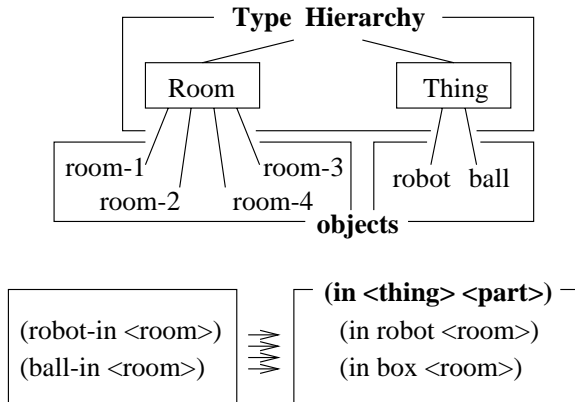 Type Hierarchy
Room Thing
room-1 room-3 robot ball
room-2 room-4
objects
(in <thing> <part>)
(robot-in <room>) (in robot <room>)
(ball-in <room>) (in box <room>)